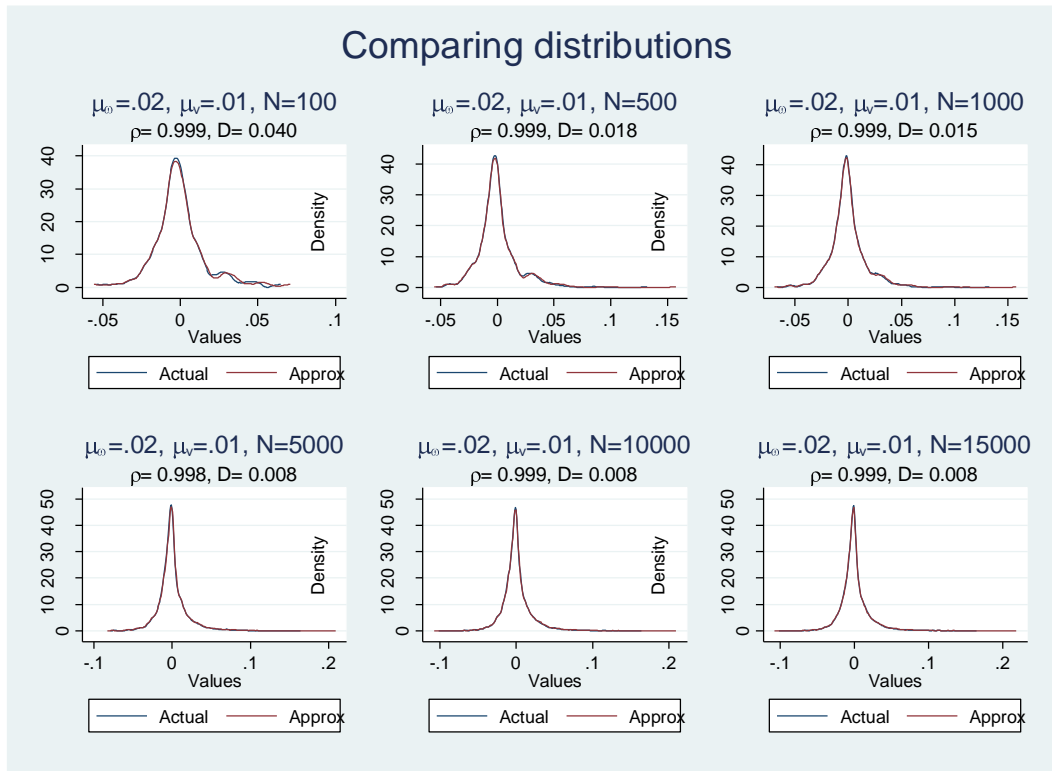 Comparing distributions
μω=.02, μv=.01, N=100
ρ= 0.999, D= 0.040
0 10 20 30 40
-.05 0 .05 .1
Values
Actual Approx
μω=.02, μv=.01, N=500
ρ= 0.999, D= 0.018
Density
0 10 20 30 40
-.05 0 .05 .1 .15
Values
Actual Approx
μω=.02, μv=.01, N=1000
ρ= 0.999, D= 0.015
Density
0 10 20 30 40
-.05 0 .05 .1 .15
Values
Actual Approx
μω=.02, μv=.01, N=5000
ρ= 0.998, D= 0.008
0 10 20 30 40 50
-.1 0 .1 .2
Values
Actual Approx
μω=.02, μv=.01, N=10000
ρ= 0.999, D= 0.008
Density
0 10 20 30 40 50
-.1 0 .1 .2
Values
Actual Approx
μω=.02, μv=.01, N=15000
ρ= 0.999, D= 0.008
Density
0 10 20 30 40 50
-.1 0 .1 .2
Values
Actual Approx